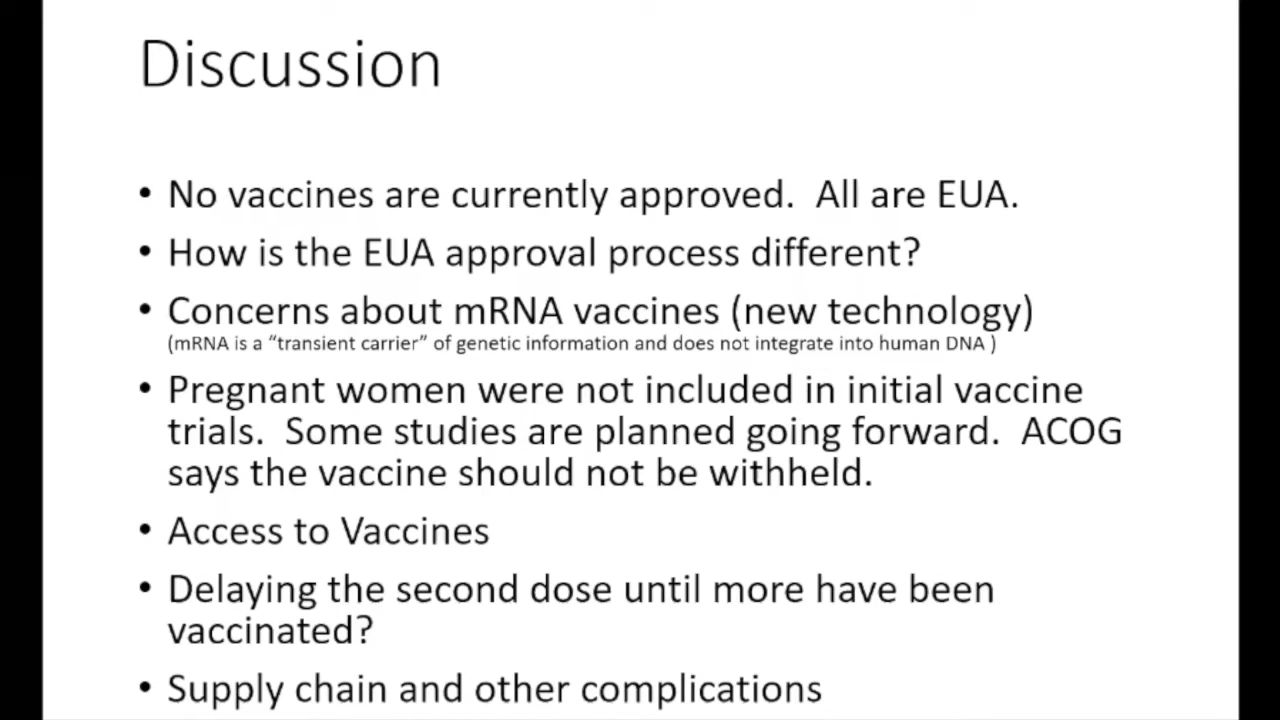 Discussion
• No vaccines are currently approved.  All are EUA.
• How is the EUA approval process different?
• Concerns about mRNA vaccines (new technology)
(mRNA is a “transient carrier” of genetic information and does not integrate into human DNA )
• Pregnant women were not included in initial vaccine
trials.  Some studies are planned going forward.  ACOG
says the vaccine should not be withheld.
• Access to Vaccines
• Delaying the second dose until more have been
vaccinated?
• Supply chain and other complications